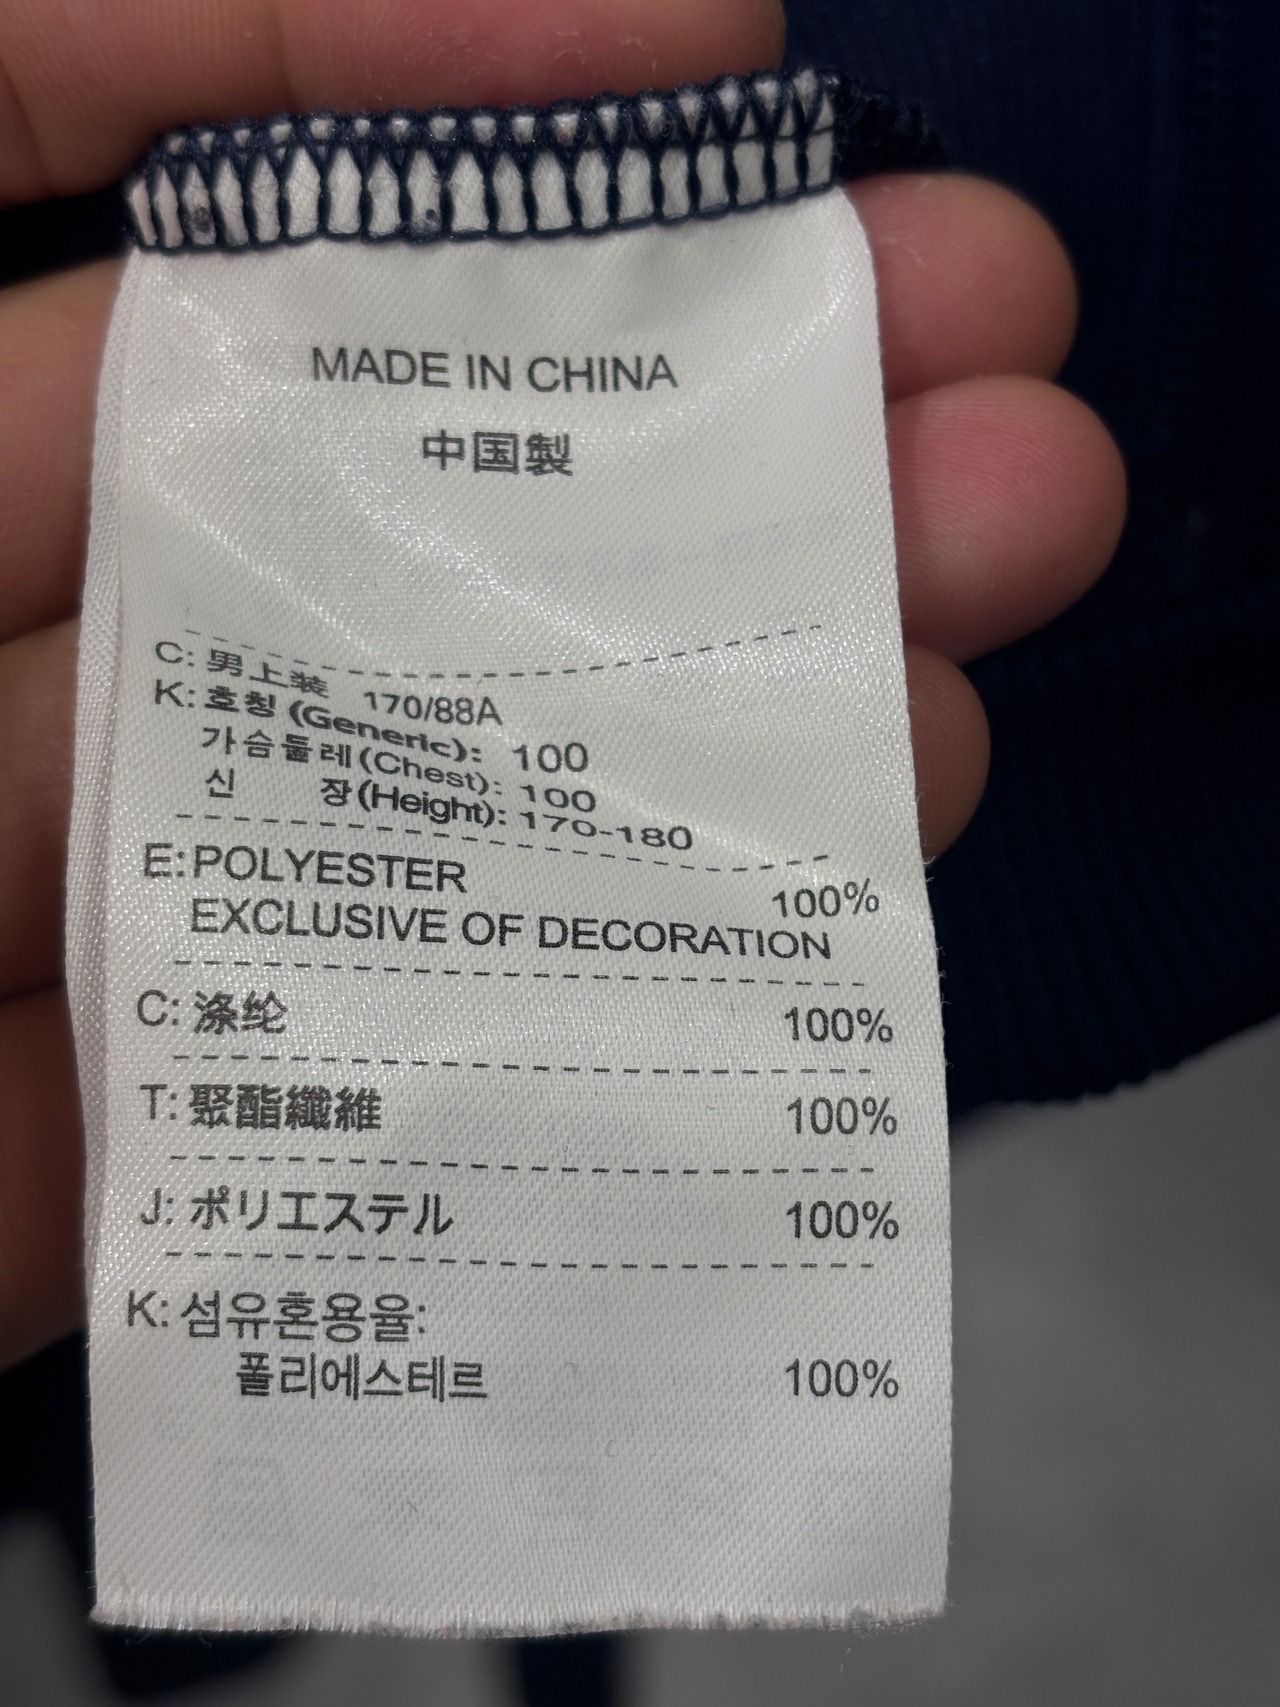 MADE IN CHINA
中国製
C: 男上装 170/88A
K: 호칭 (Generic): 100
가슴둘레(Chest): 100
신 장(Height): 170-180
E: POLYESTER 100%
EXCLUSIVE OF DECORATION
C: 涤纶 100%
T: 聚酯纖維 100%
J: ポリエステル 100%
K: 섬유혼용율:
폴리에스테르 100%